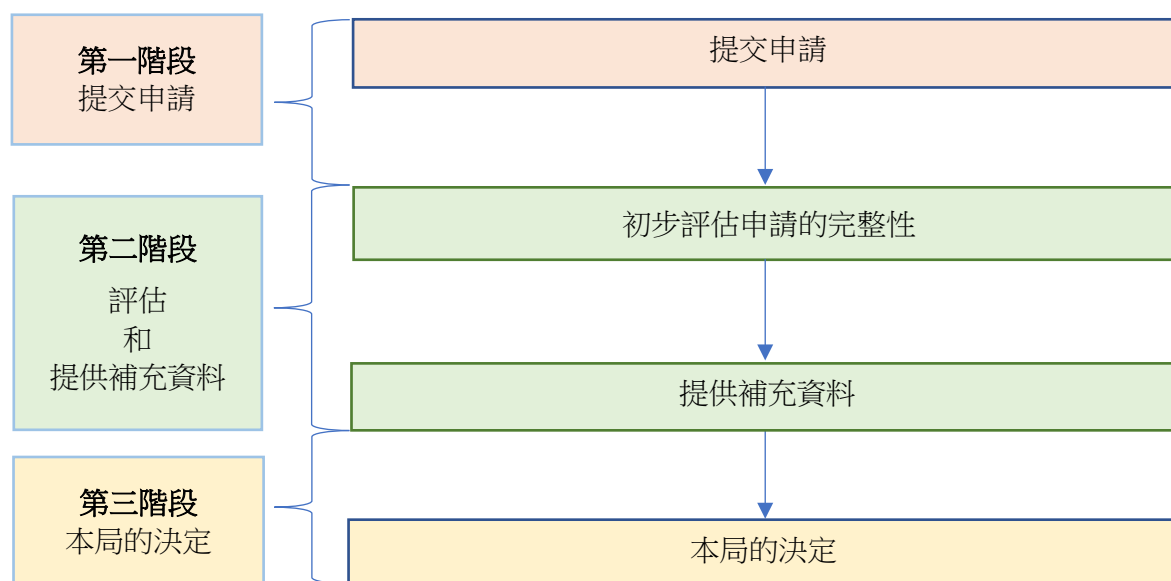 第一階段
提交申請
提交申請
第二階段
評估
和
提供補充資料
初步評估申請的完整性
提供補充資料
第三階段
本局的決定
本局的決定